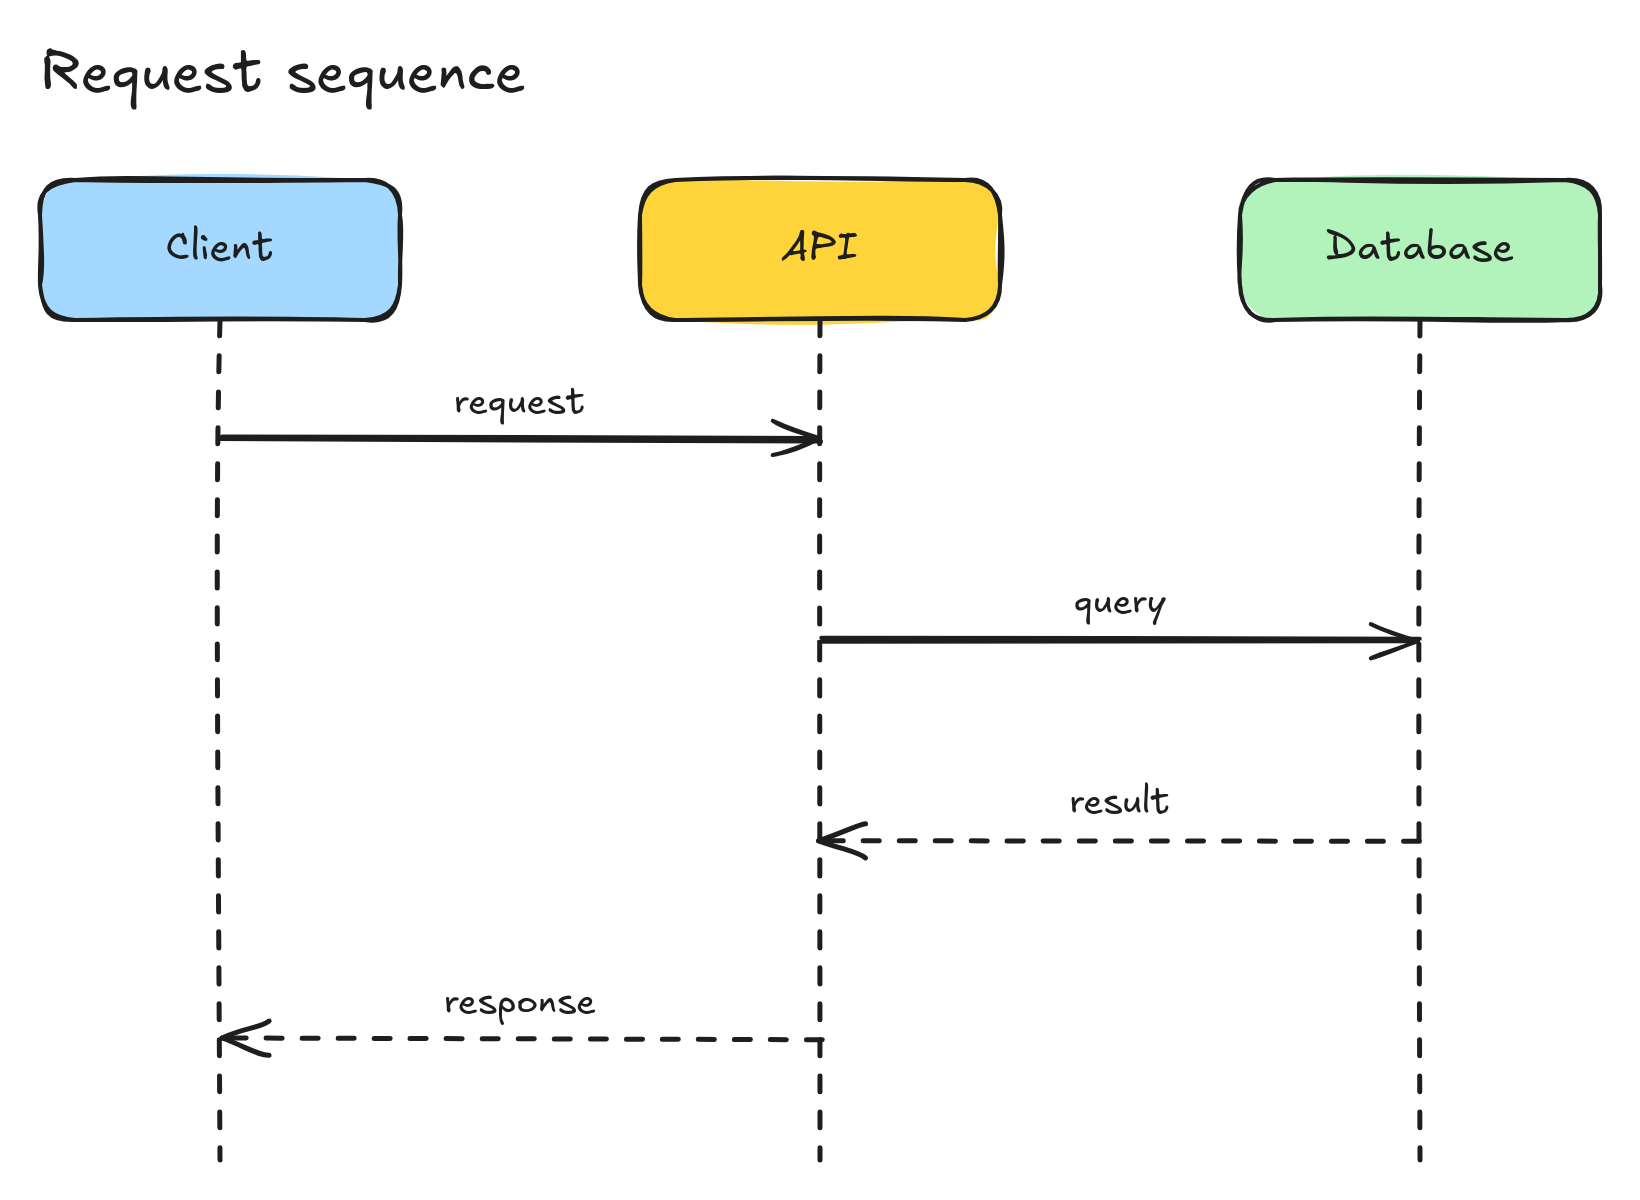 Request sequence
Client
API
Database
request
query
result
response